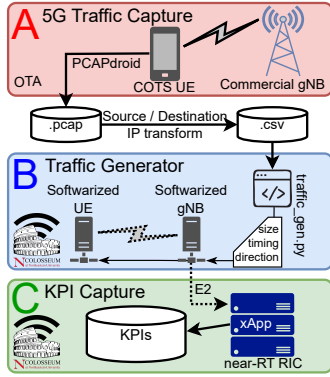 A 5G Traffic Capture
PCAPdroid
OTA
COTS UE
Commercial gNB
.pcap
Source / Destination
IP transform
.csv
B Traffic Generator
Softwarized
UE
Softwarized
gNB
traffic_gen.py
size
timing
direction
COLOSSEUM
C KPI Capture
E2
KPIs
xApp
near-RT RIC
COLOSSEUM